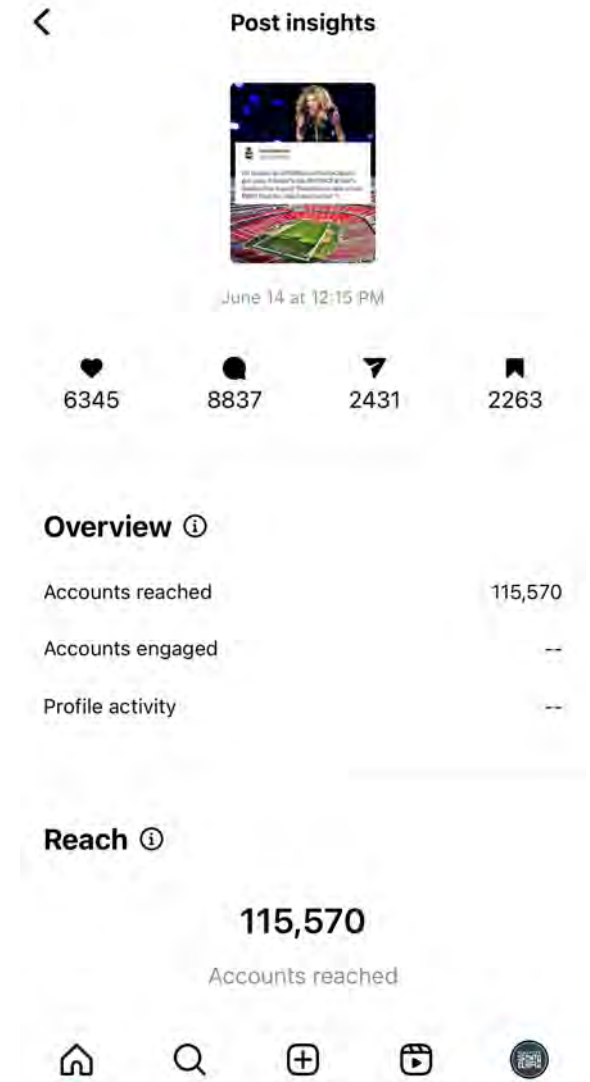 Post insights
June 14 at 12:15 PM
6345 8837 2431 2263
Overview
Accounts reached 115,570
Accounts engaged --
Profile activity --
Reach
115,570
Accounts reached